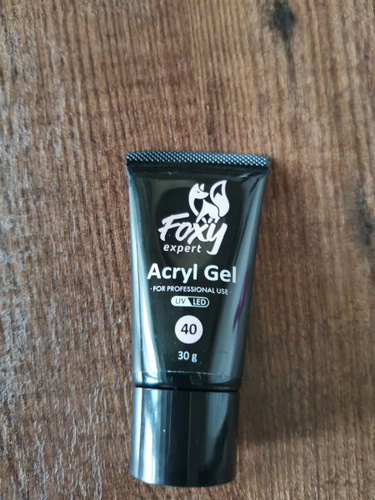 Foxy
expert
Acryl Gel
·FOR PROFESSIONAL USE·
UV LED
40
30 g